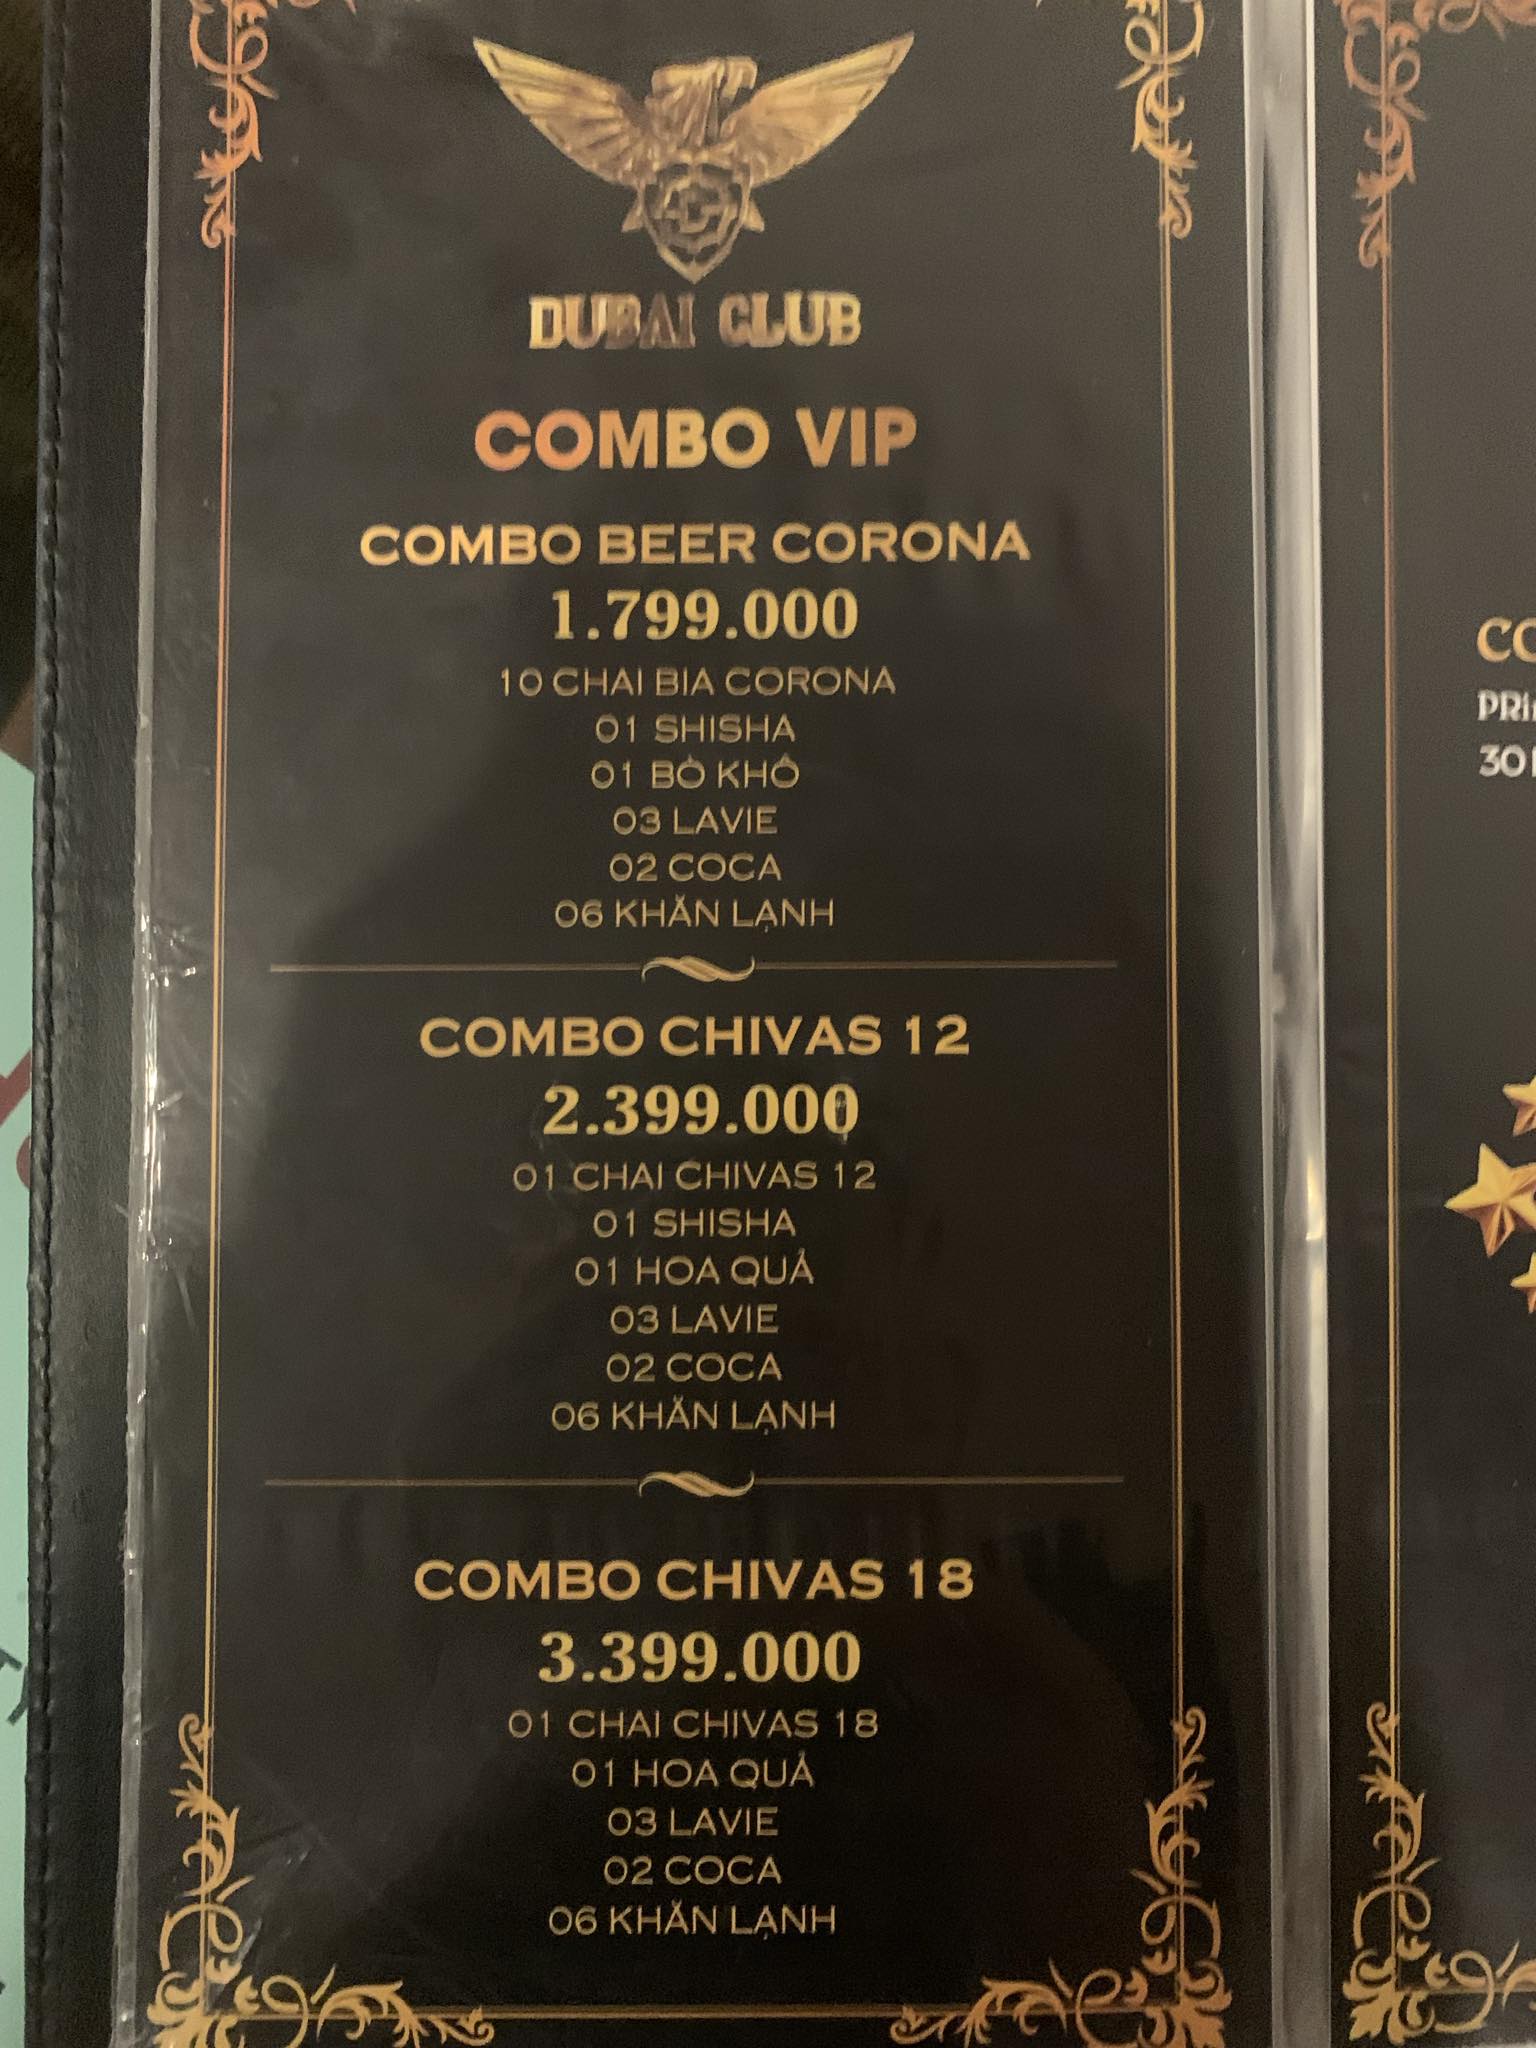 DUBAI CLUB
COMBO VIP
COMBO BEER CORONA
1.799.000
10 CHAI BIA CORONA
01 SHISHA
01 BÒ KHÔ
03 LAVIE
02 COCA
06 KHĂN LẠNH
COMBO CHIVAS 12
2.399.000
01 CHAI CHIVAS 12
01 SHISHA
01 HOA QUẢ
03 LAVIE
02 COCA
06 KHĂN LẠNH
COMBO CHIVAS 18
3.399.000
01 CHAI CHIVAS 18
01 HOA QUẢ
03 LAVIE
02 COCA
06 KHĂN LẠNH